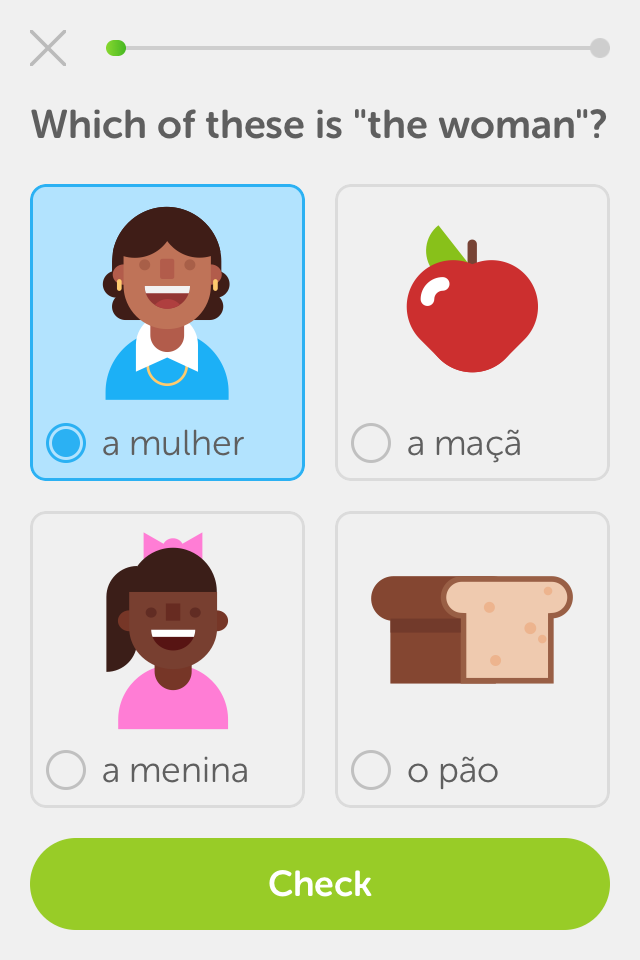 Which of these is "the woman"?
a mulher
a maçã
a menina
o pão
Check